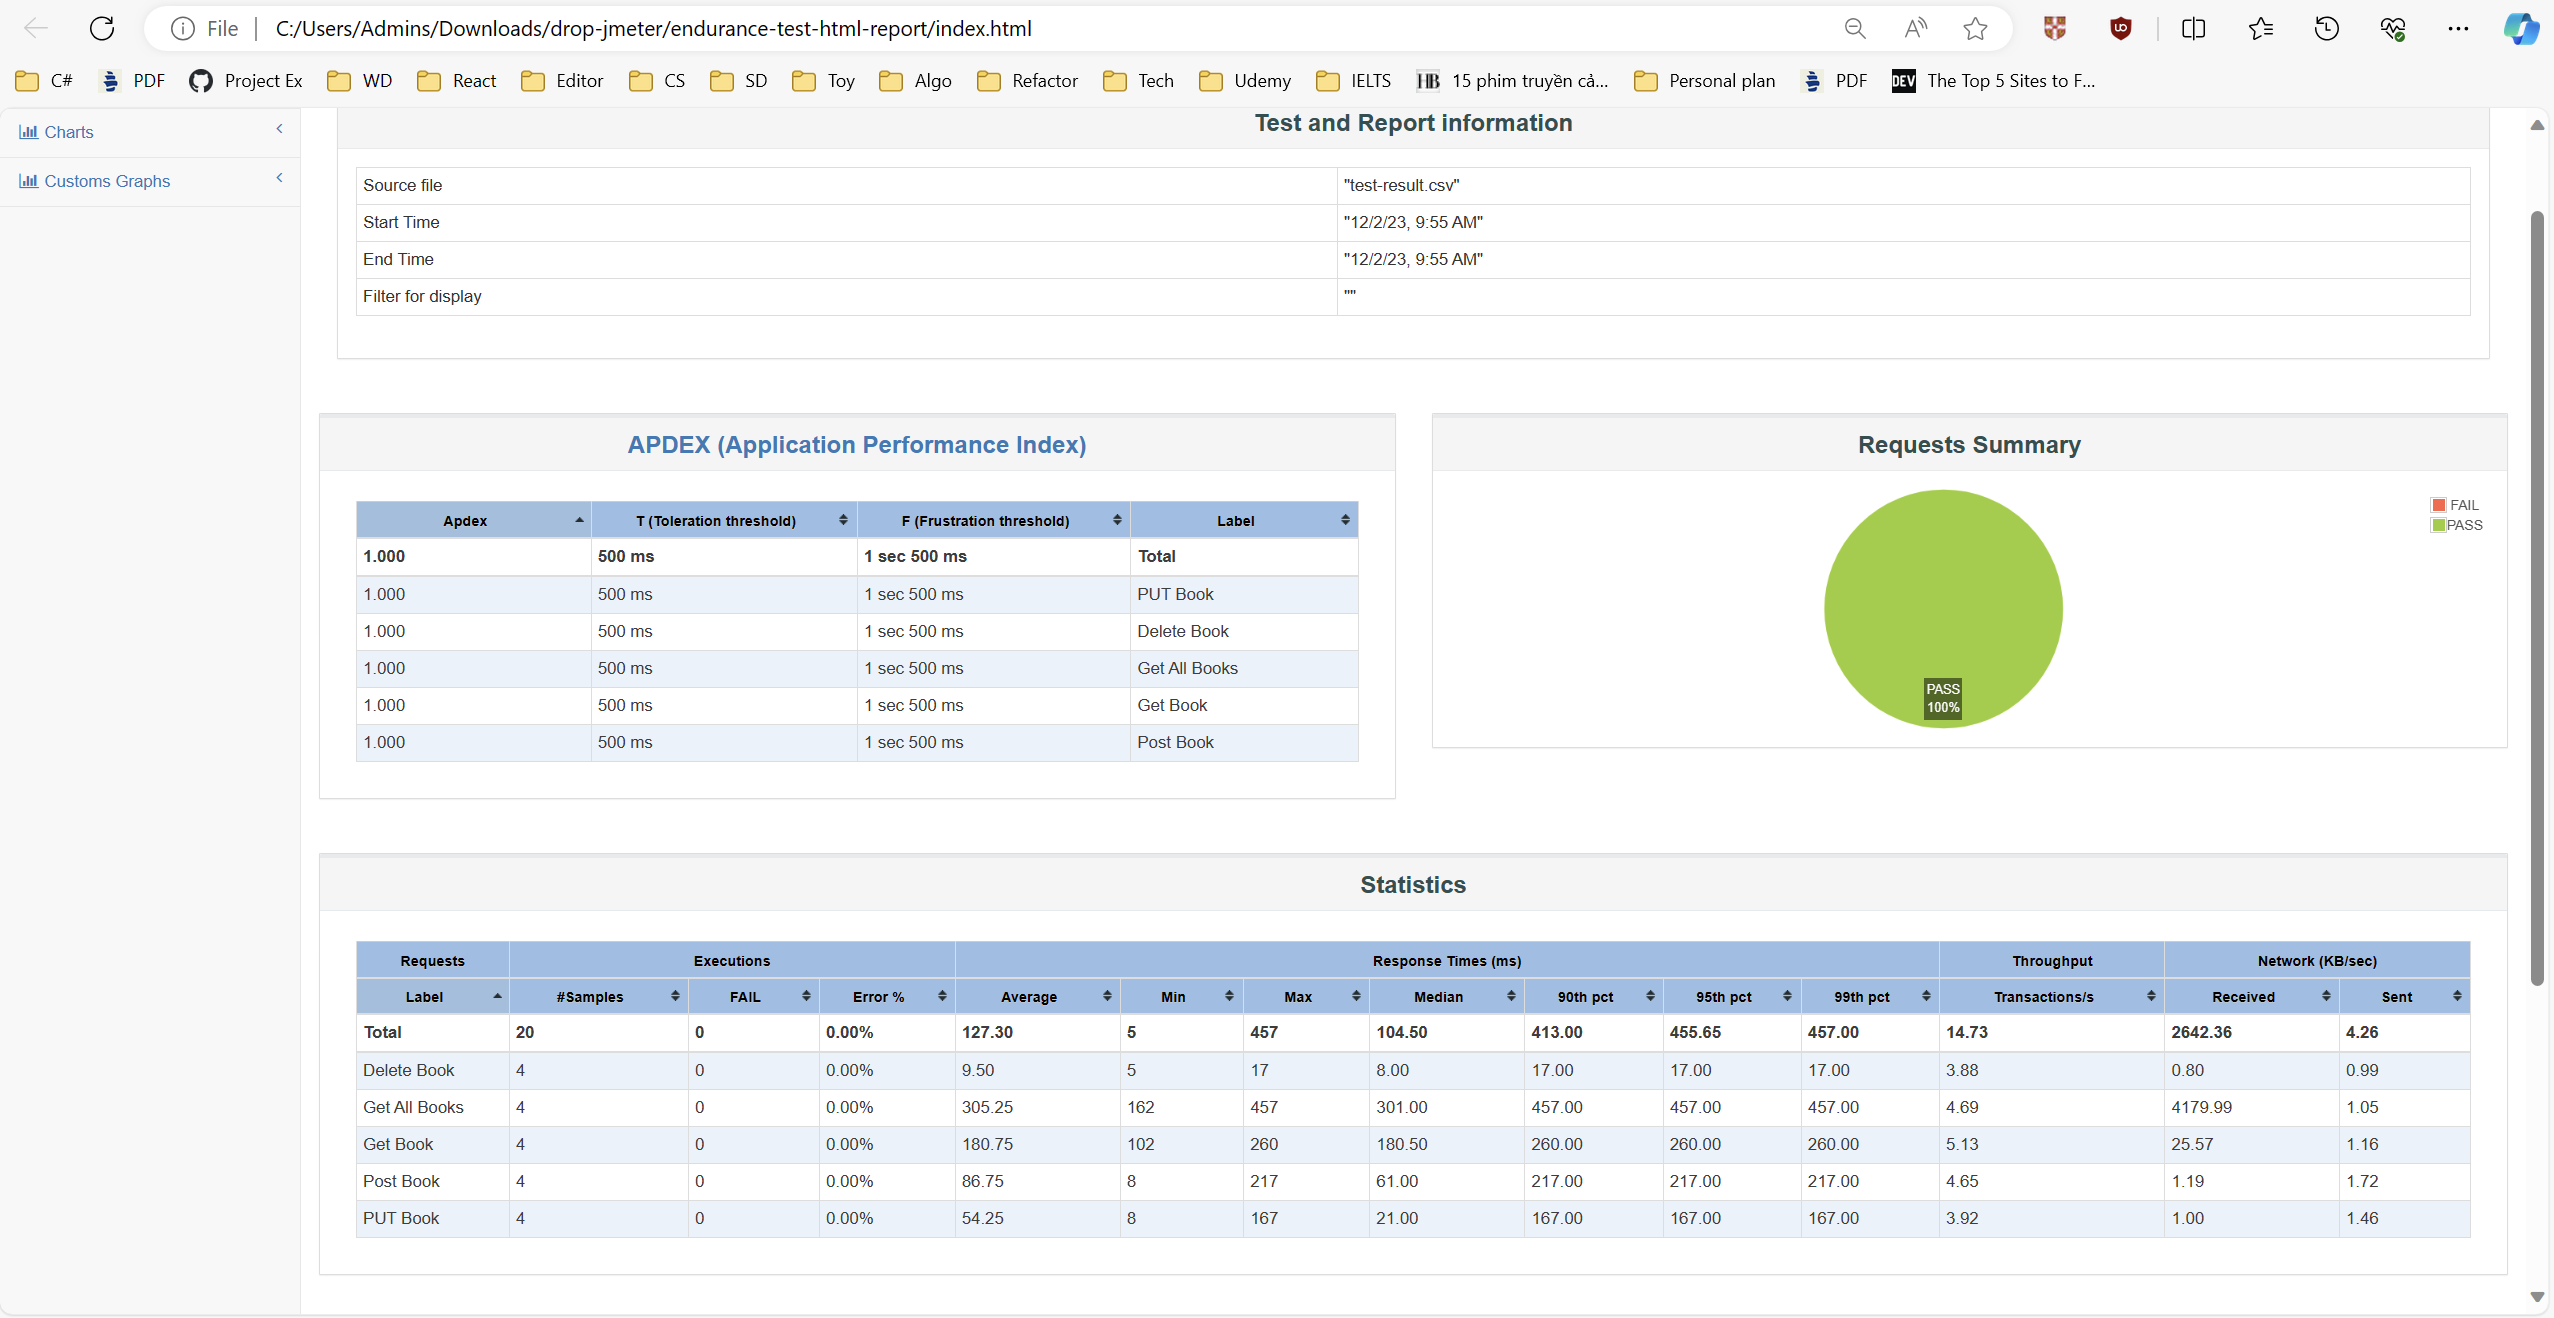 File C:/Users/Admins/Downloads/drop-jmeter/endurance-test-html-report/index.html
C# PDF Project Ex WD React Editor CS SD Toy Algo Refactor Tech Udemy IELTS HB 15 phim truyền cả... Personal plan PDF DEV The Top 5 Sites to F...
Charts
Customs Graphs
Test and Report information
Source file "test-result.csv"
Start Time "12/2/23, 9:55 AM"
End Time "12/2/23, 9:55 AM"
Filter for display ""
APDEX (Application Performance Index)
Apdex T (Toleration threshold) F (Frustration threshold) Label
1.000 500 ms 1 sec 500 ms Total
1.000 500 ms 1 sec 500 ms PUT Book
1.000 500 ms 1 sec 500 ms Delete Book
1.000 500 ms 1 sec 500 ms Get All Books
1.000 500 ms 1 sec 500 ms Get Book
1.000 500 ms 1 sec 500 ms Post Book
Requests Summary
FAIL
PASS
PASS
100%
Statistics
Requests Executions Response Times (ms) Throughput Network (KB/sec)
Label #Samples FAIL Error % Average Min Max Median 90th pct 95th pct 99th pct Transactions/s Received Sent
Total 20 0 0.00% 127.30 5 457 104.50 413.00 455.65 457.00 14.73 2642.36 4.26
Delete Book 4 0 0.00% 9.50 5 17 8.00 17.00 17.00 17.00 3.88 0.80 0.99
Get All Books 4 0 0.00% 305.25 162 457 301.00 457.00 457.00 457.00 4.69 4179.99 1.05
Get Book 4 0 0.00% 180.75 102 260 180.50 260.00 260.00 260.00 5.13 25.57 1.16
Post Book 4 0 0.00% 86.75 8 217 61.00 217.00 217.00 217.00 4.65 1.19 1.72
PUT Book 4 0 0.00% 54.25 8 167 21.00 167.00 167.00 167.00 3.92 1.00 1.46